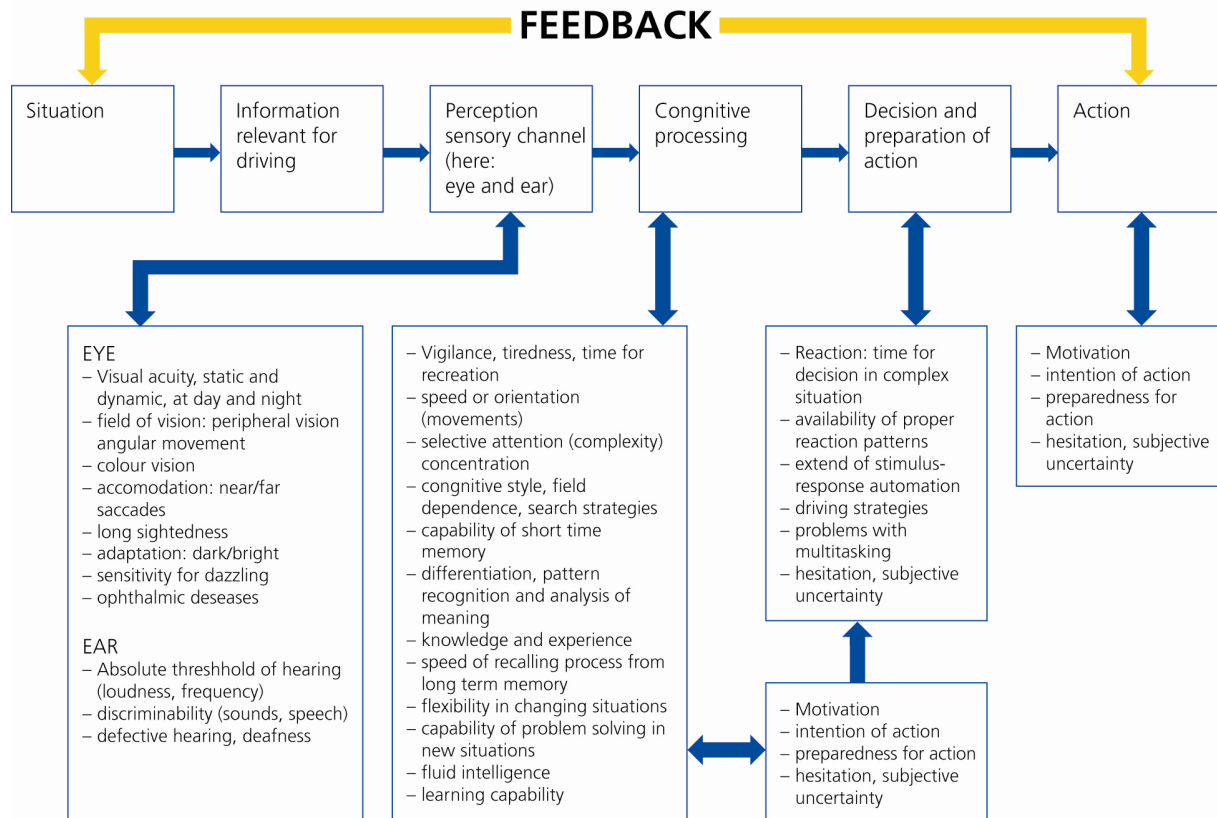 FEEDBACK
Situation
Information
relevant for
driving
Perception
sensory channel
(here:
eye and ear)
Congnitive
processing
Decision and
preparation of
action
Action
EYE
– Visual acuity, static and
dynamic, at day and night
– field of vision: peripheral vision
angular movement
– colour vision
– accomodation: near/far
saccades
– long sightedness
– adaptation: dark/bright
– sensitivity for dazzling
– ophthalmic deseases
EAR
– Absolute threshhold of hearing
(loudness, frequency)
– discriminability (sounds, speech)
– defective hearing, deafness
– Vigilance, tiredness, time for
recreation
– speed or orientation
(movements)
– selective attention (complexity)
concentration
– congnitive style, field
dependence, search strategies
– capability of short time
memory
– differentiation, pattern
recognition and analysis of
meaning
– knowledge and experience
– speed of recalling process from
long term memory
– flexibility in changing situations
– capability of problem solving in
new situations
– fluid intelligence
– learning capability
– Reaction: time for
decision in complex
situation
– availability of proper
reaction patterns
– extend of stimulus-
response automation
– driving strategies
– problems with
multitasking
– hesitation, subjective
uncertainty
– Motivation
– intention of action
– preparedness for action
– hesitation, subjective
uncertainty
– Motivation
– intention of action
– preparedness for
action
– hesitation, subjective
uncertainty